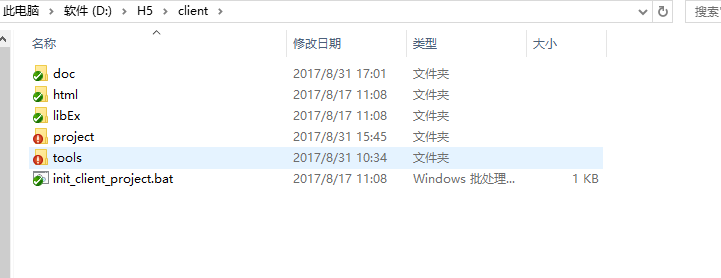 此电脑 > 软件 (D:) > H5 > client >
名称 修改日期 类型 大小
doc 2017/8/31 17:01 文件夹
html 2017/8/17 11:08 文件夹
libEx 2017/8/17 11:08 文件夹
project 2017/8/31 15:45 文件夹
tools 2017/8/31 10:34 文件夹
init_client_project.bat 2017/8/17 11:08 Windows 批处理... 1 KB